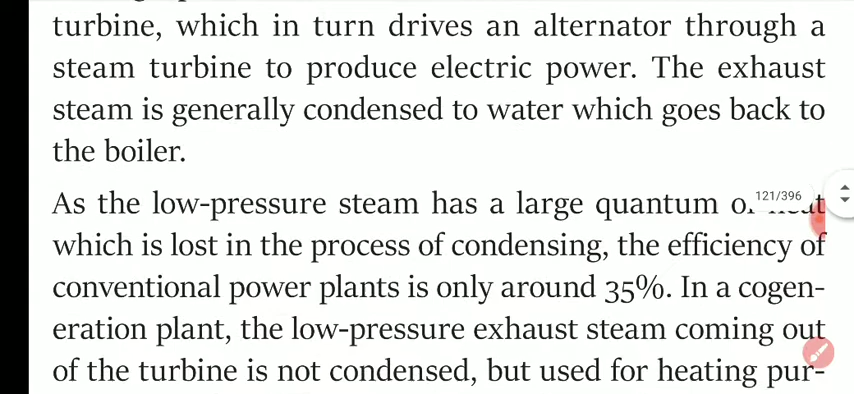 turbine, which in turn drives an alternator through a
steam turbine to produce electric power. The exhaust
steam is generally condensed to water which goes back to
the boiler.
As the low-pressure steam has a large quantum
121/396
which is lost in the process of condensing, the efficiency of
conventional power plants is only around 35%. In a cogen-
eration plant, the low-pressure exhaust steam coming out
of the turbine is not condensed, but used for heating pur-